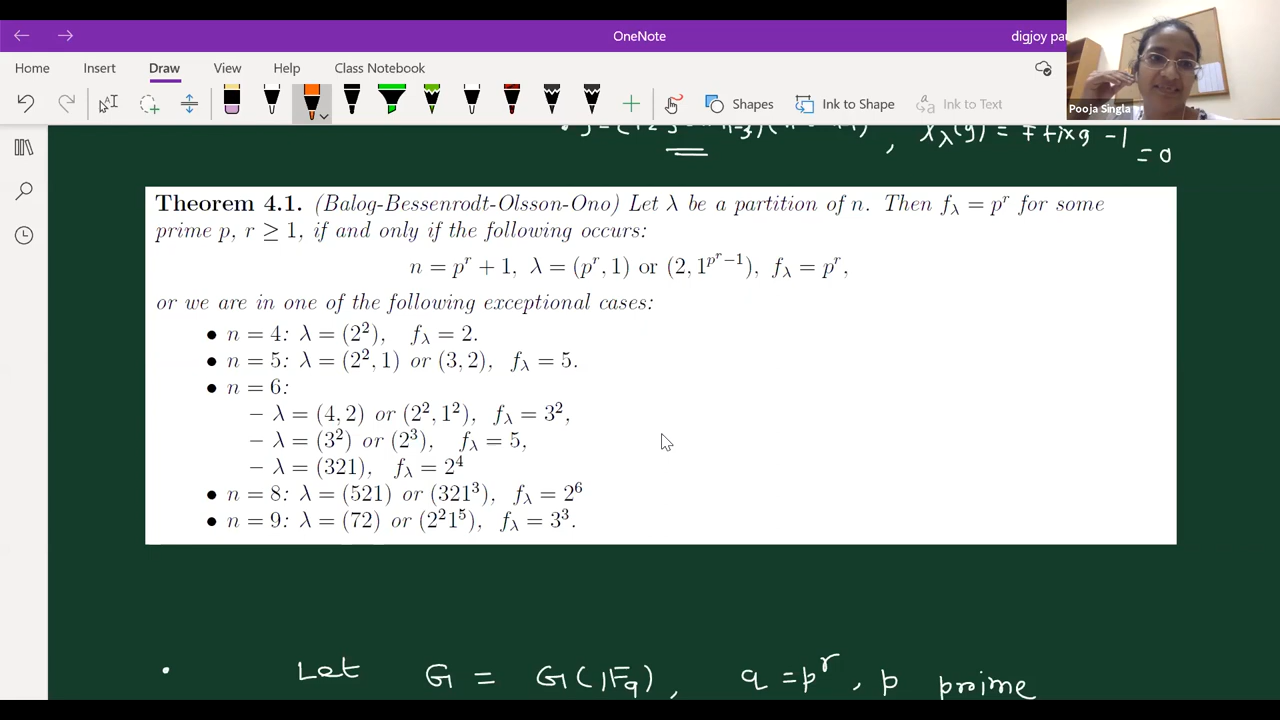 OneNote
digjoy pa
Home Insert Draw View Help Class Notebook
Shapes Ink to Shape Ink to Text
Pooja Singla
, χλ(g) = # fix g - 1
= 0
Theorem 4.1. (Balog-Bessenrodt-Olsson-Ono) Let λ be a partition of n. Then f_λ = p^r for some
prime p, r ≥ 1, if and only if the following occurs:
n = p^r + 1, λ = (p^r, 1) or (2, 1^{p^r−1}), f_λ = p^r,
or we are in one of the following exceptional cases:
• n = 4: λ = (2^2), f_λ = 2.
• n = 5: λ = (2^2, 1) or (3, 2), f_λ = 5.
• n = 6:
– λ = (4, 2) or (2^2, 1^2), f_λ = 3^2,
– λ = (3^2) or (2^3), f_λ = 5,
– λ = (321), f_λ = 2^4
• n = 8: λ = (521) or (321^3), f_λ = 2^6
• n = 9: λ = (72) or (2^2 1^5), f_λ = 3^3.
• Let G = G(𝔽_q), q = p^r, p prime